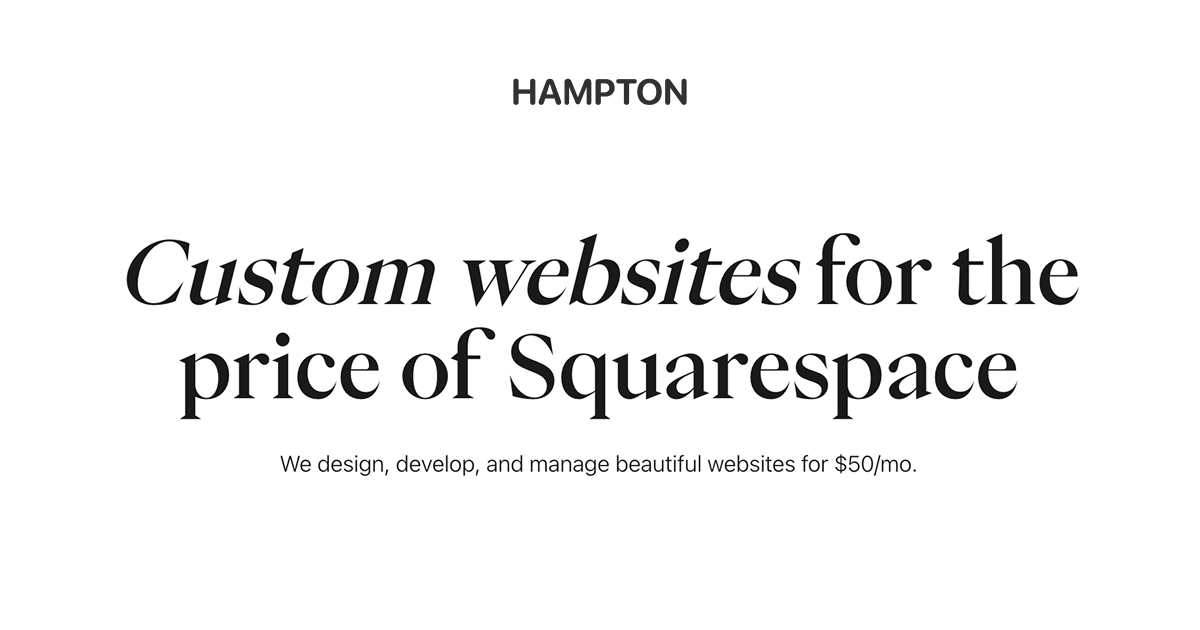 HAMPTON
Custom websites for the
price of Squarespace
We design, develop, and manage beautiful websites for $50/mo.